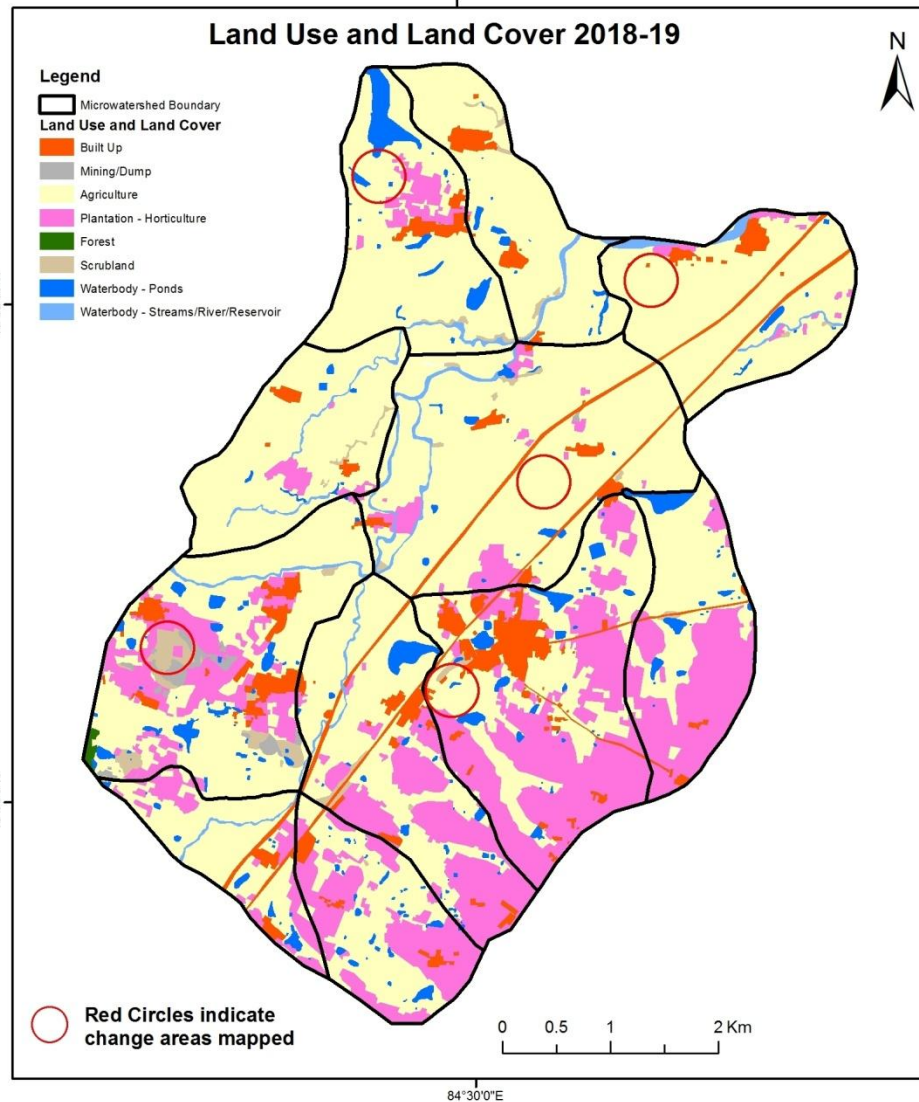 Land Use and Land Cover 2018-19
N
Legend
Microwatershed Boundary
Land Use and Land Cover
Built Up
Mining/Dump
Agriculture
Plantation - Horticulture
Forest
Scrubland
Waterbody - Ponds
Waterbody - Streams/River/Reservoir
Red Circles indicate
change areas mapped
0 0.5 1 2 Km
84°30'0"E